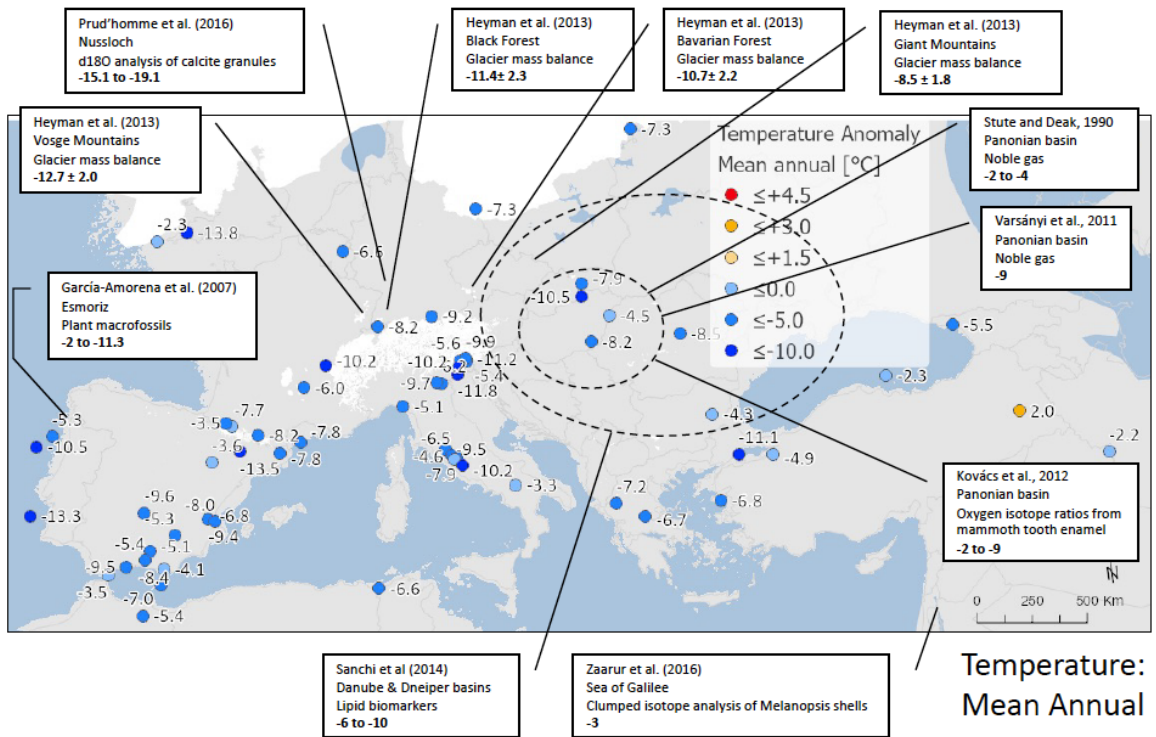 Prud’homme et al. (2016)
Nussloch
d18O analysis of calcite granules
-15.1 to -19.1
Heyman et al. (2013)
Black Forest
Glacier mass balance
-11.4± 2.3
Heyman et al. (2013)
Bavarian Forest
Glacier mass balance
-10.7± 2.2
Heyman et al. (2013)
Giant Mountains
Glacier mass balance
-8.5 ± 1.8
Heyman et al. (2013)
Vosge Mountains
Glacier mass balance
-12.7 ± 2.0
Stute and Deak, 1990
Panonian basin
Noble gas
-2 to -4
Varsányi et al., 2011
Panonian basin
Noble gas
-9
García-Amorena et al. (2007)
Esmoriz
Plant macrofossils
-2 to -11.3
Temperature Anomaly
Mean annual [°C]
≤+4.5
≤+3.0
≤+1.5
≤0.0
≤-5.0
≤-10.0
-7.3
-7.3
-2.3
-13.8
-6.5
-7.9
-10.5
-4.5
-8.2
-8.5
-5.5
-2.3
2.0
-2.2
-9.2
-8.2
-5.6
-9.9
-10.2
-11.2
-5.4
-9.7
-11.8
-10.2
-6.0
-5.1
-4.3
-11.1
-4.9
-7.7
-3.5
-5.3
-10.5
-8.2
-7.8
-3.6
-13.5
-7.8
-6.5
-9.5
-4.6
-10.2
-7.9
-3.3
-7.2
-6.7
-6.8
-13.3
-9.6
-8.0
-5.3
-6.8
-9.4
-5.4
-5.1
-9.5
-4.1
-8.4
-3.5
-7.0
-5.4
-6.6
Kovács et al., 2012
Panonian basin
Oxygen isotope ratios from
mammoth tooth enamel
-2 to -9
N
0 250 500 Km
Sanchi et al (2014)
Danube & Dneiper basins
Lipid biomarkers
-6 to -10
Zaarur et al. (2016)
Sea of Galilee
Clumped isotope analysis of Melanopsis shells
-3
Temperature:
Mean Annual